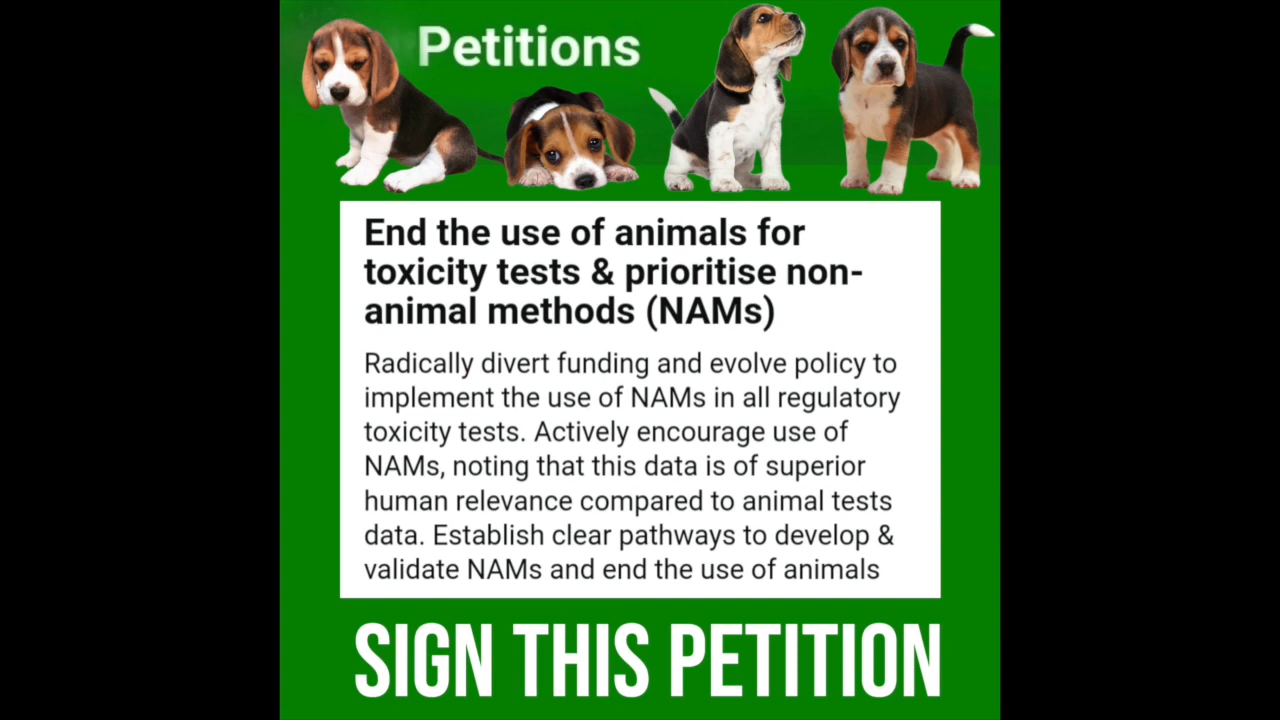 Petitions
End the use of animals for
toxicity tests & prioritise non-
animal methods (NAMs)
Radically divert funding and evolve policy to
implement the use of NAMs in all regulatory
toxicity tests. Actively encourage use of
NAMs, noting that this data is of superior
human relevance compared to animal tests
data. Establish clear pathways to develop &
validate NAMs and end the use of animals
SIGN THIS PETITION